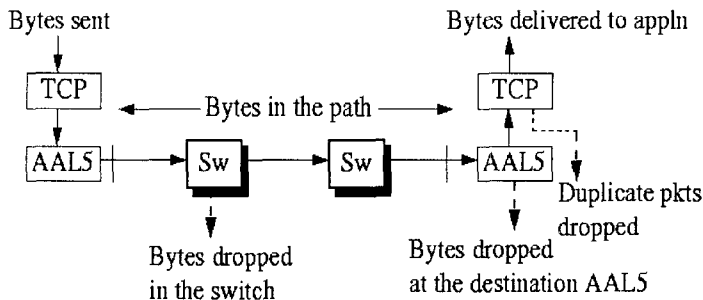 Bytes sent
Bytes delivered to appln
TCP
TCP
Bytes in the path
AAL5
Sw
Sw
AAL5
Duplicate pkts
dropped
Bytes dropped
in the switch
Bytes dropped
at the destination AAL5